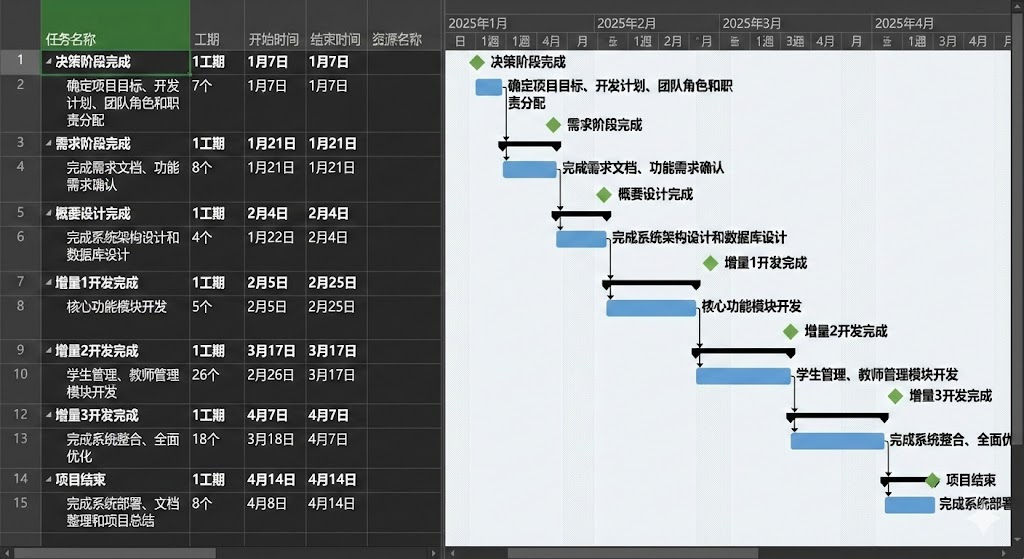 任务名称 工期 开始时间 结束时间 资源名称
1 决策阶段完成 1工期 1月7日 1月7日
2 确定项目目标、开发 7个 1月7日 1月7日
计划、团队角色和职
责分配
3 需求阶段完成 1工期 1月21日 1月21日
4 完成需求文档、功能 8个 1月21日 1月21日
需求确认
5 概要设计完成 1工期 2月4日 2月4日
6 完成系统架构设计和 4个 1月22日 2月4日
数据库设计
7 增量1开发完成 1工期 2月5日 2月25日
8 核心功能模块开发 5个 2月5日 2月25日
9 增量2开发完成 1工期 3月17日 3月17日
10 学生管理、教师管理 26个 2月26日 3月17日
模块开发
12 增量3开发完成 1工期 4月7日 4月7日
13 完成系统整合、全面 18个 3月18日 4月7日
优化
14 项目结束 1工期 4月14日 4月14日
15 完成系统部署、文档 8个 4月8日 4月14日
整理和项目总结
2025年1月 2025年2月 2025年3月 2025年4月
日 1週 4月 月 1週 2月 月 1週 3週 4月 月 1週 3週 4月
决策阶段完成
确定项目目标、开发计划、团队角色和职
责分配
需求阶段完成
完成需求文档、功能需求确认
概要设计完成
完成系统架构设计和数据库设计
增量1开发完成
核心功能模块开发
增量2开发完成
学生管理、教师管理模块开发
增量3开发完成
完成系统整合、全面优
项目结束
完成系统部署